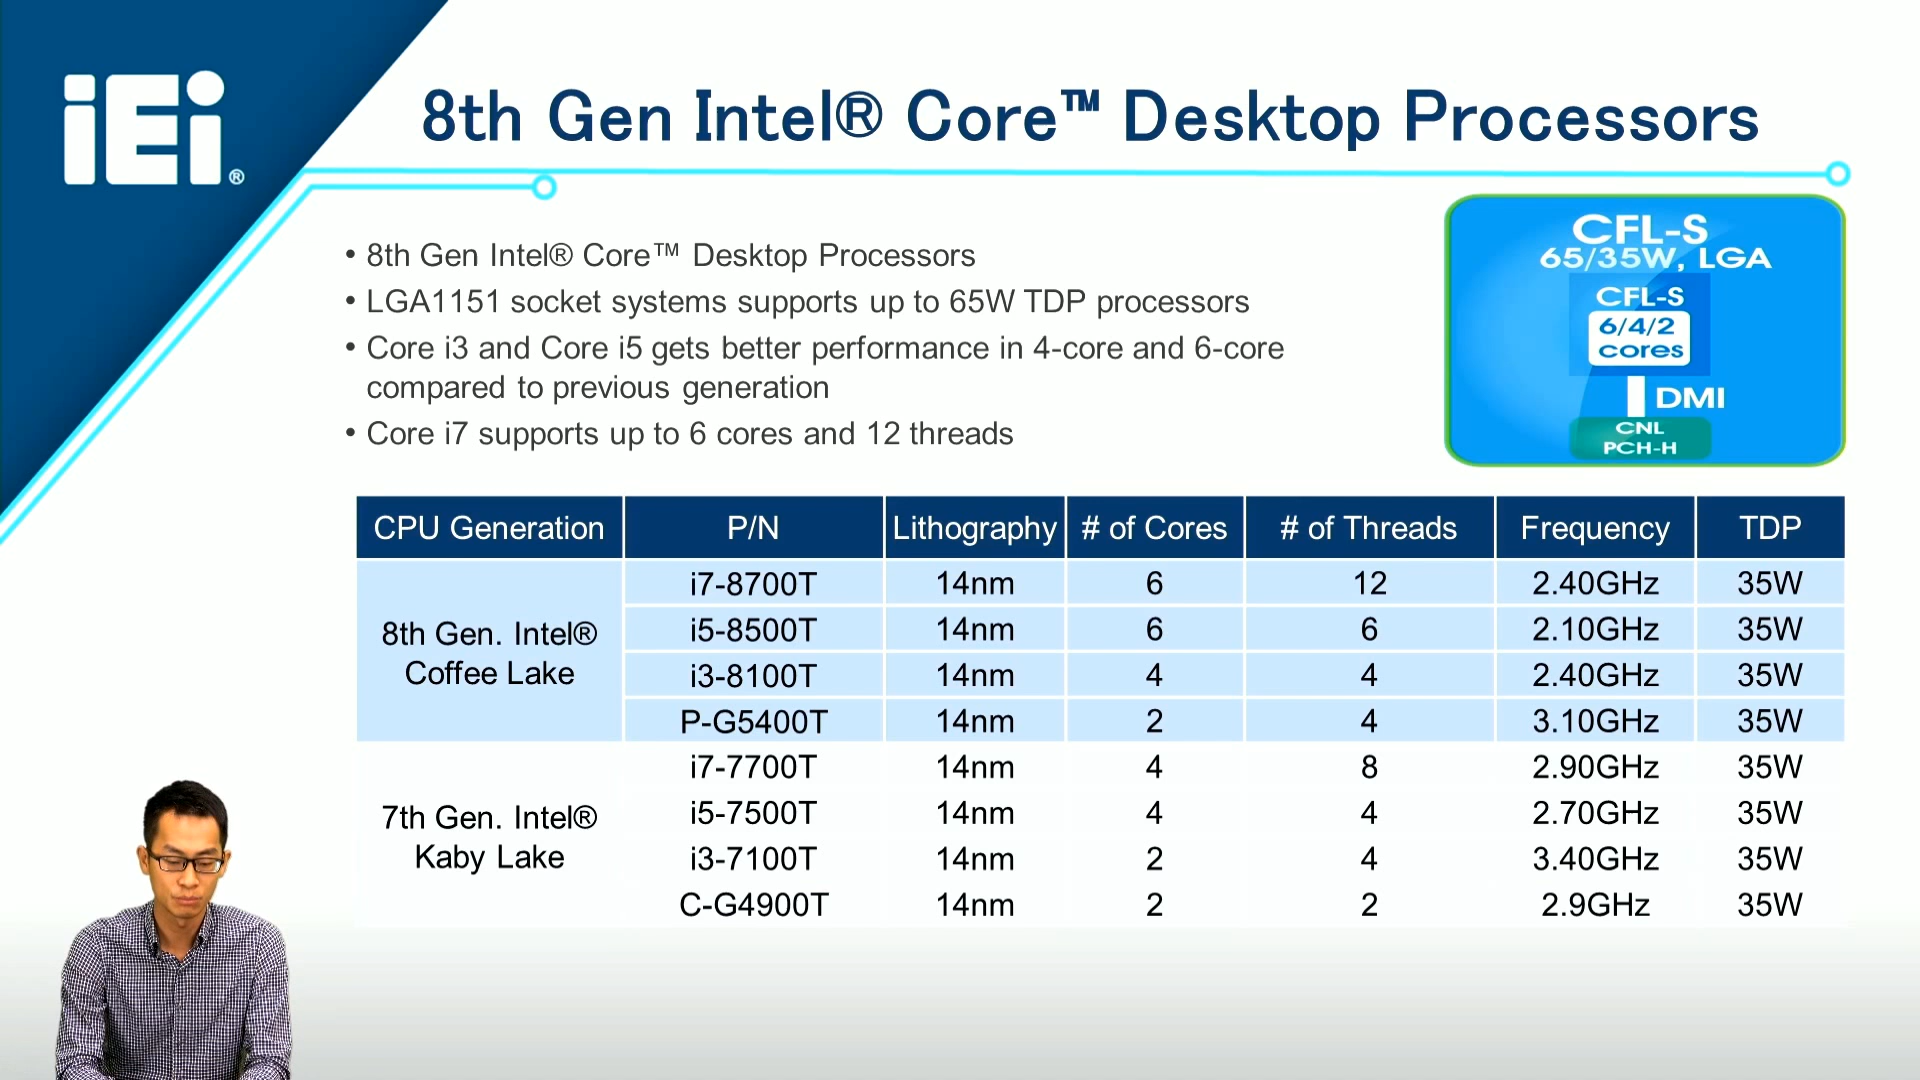 iEi®
8th Gen Intel® Core™ Desktop Processors
• 8th Gen Intel® Core™ Desktop Processors
• LGA1151 socket systems supports up to 65W TDP processors
• Core i3 and Core i5 gets better performance in 4-core and 6-core
compared to previous generation
• Core i7 supports up to 6 cores and 12 threads
CFL-S
65/35W, LGA
CFL-S
6/4/2
cores
DMI
CNL
PCH-H
CPU Generation P/N Lithography # of Cores # of Threads Frequency TDP
8th Gen. Intel®
Coffee Lake
i7-8700T 14nm 6 12 2.40GHz 35W
i5-8500T 14nm 6 6 2.10GHz 35W
i3-8100T 14nm 4 4 2.40GHz 35W
P-G5400T 14nm 2 4 3.10GHz 35W
7th Gen. Intel®
Kaby Lake
i7-7700T 14nm 4 8 2.90GHz 35W
i5-7500T 14nm 4 4 2.70GHz 35W
i3-7100T 14nm 2 4 3.40GHz 35W
C-G4900T 14nm 2 2 2.9GHz 35W